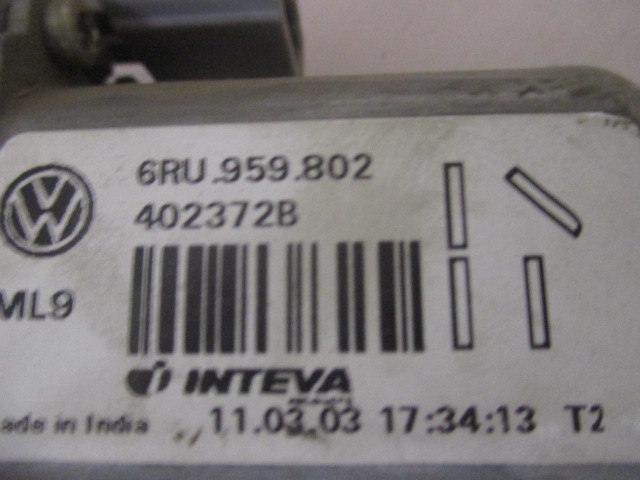 6RU.959.802
402372B
ML9
INTEVA
ade in India 11.03.03 17:34:13 T2